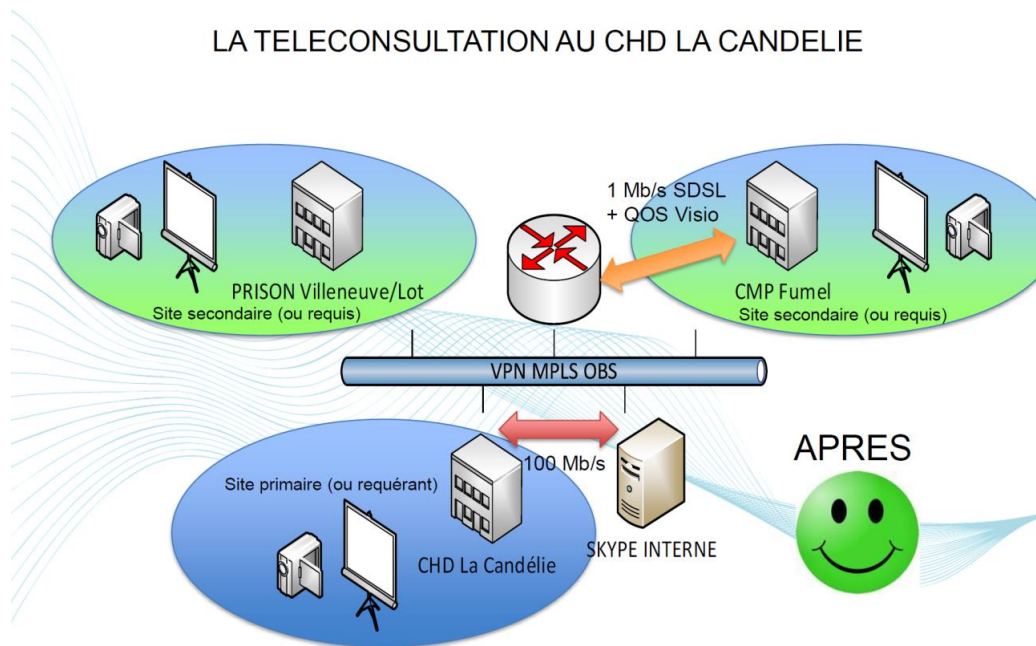 LA TELECONSULTATION AU CHD LA CANDELIE
1 Mb/s SDSL
+ QOS Visio
PRISON Villeneuve/Lot
Site secondaire (ou requis)
CMP Fumel
Site secondaire (ou requis)
VPN MPLS OBS
100 Mb/s
Site primaire (ou requérant)
CHD La Candélie
SKYPE INTERNE
APRES